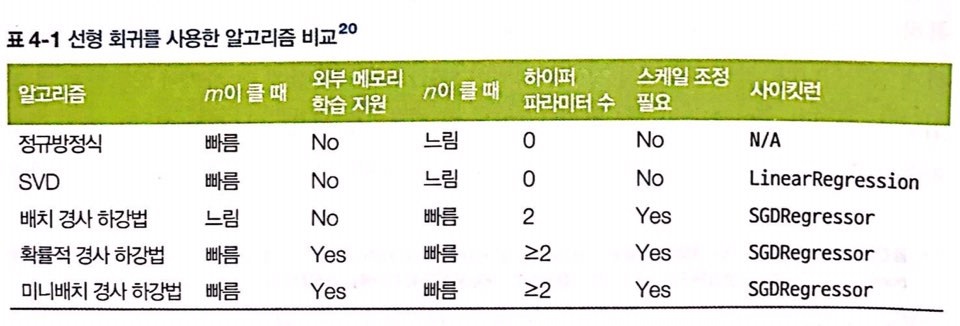 표 4-1 선형 회귀를 사용한 알고리즘 비교20
알고리즘 m이 클 때 외부 메모리 학습 지원 n이 클 때 하이퍼 파라미터 수 스케일 조정 필요 사이킷런
정규방정식 빠름 No 느림 0 No N/A
SVD 빠름 No 느림 0 No LinearRegression
배치 경사 하강법 느림 No 빠름 2 Yes SGDRegressor
확률적 경사 하강법 빠름 Yes 빠름 ≥2 Yes SGDRegressor
미니배치 경사 하강법 빠름 Yes 빠름 ≥2 Yes SGDRegressor